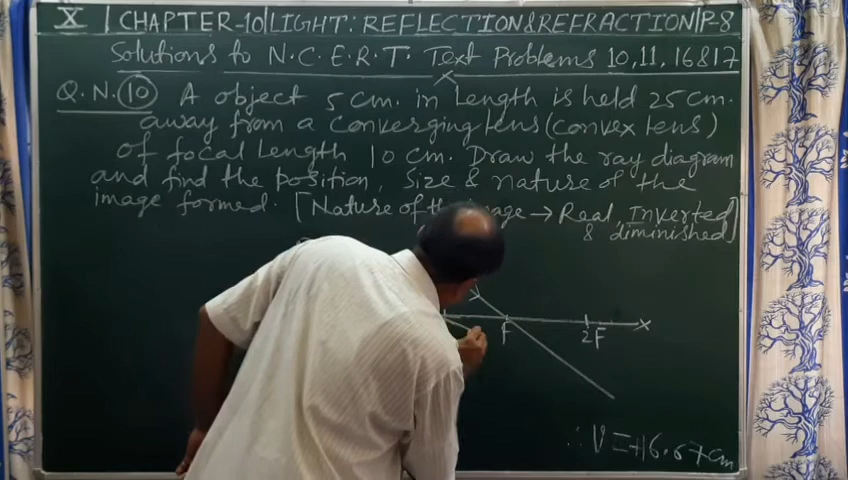 X | CHAPTER-10|LIGHT: REFLECTION&REFRACTION|P-8
Solutions to N.C.E.R.T. Text Problems 10,11,16&17
Q.N.10 A object 5 cm. in Length is held 25 cm.
away from a converging lens (convex lens)
of focal Length 10 cm. Draw the ray diagram
and find the position, Size & nature of the
image formed. [Nature of → Real, Inverted
& diminished]
F 2F
∴ V = +16.67 cm